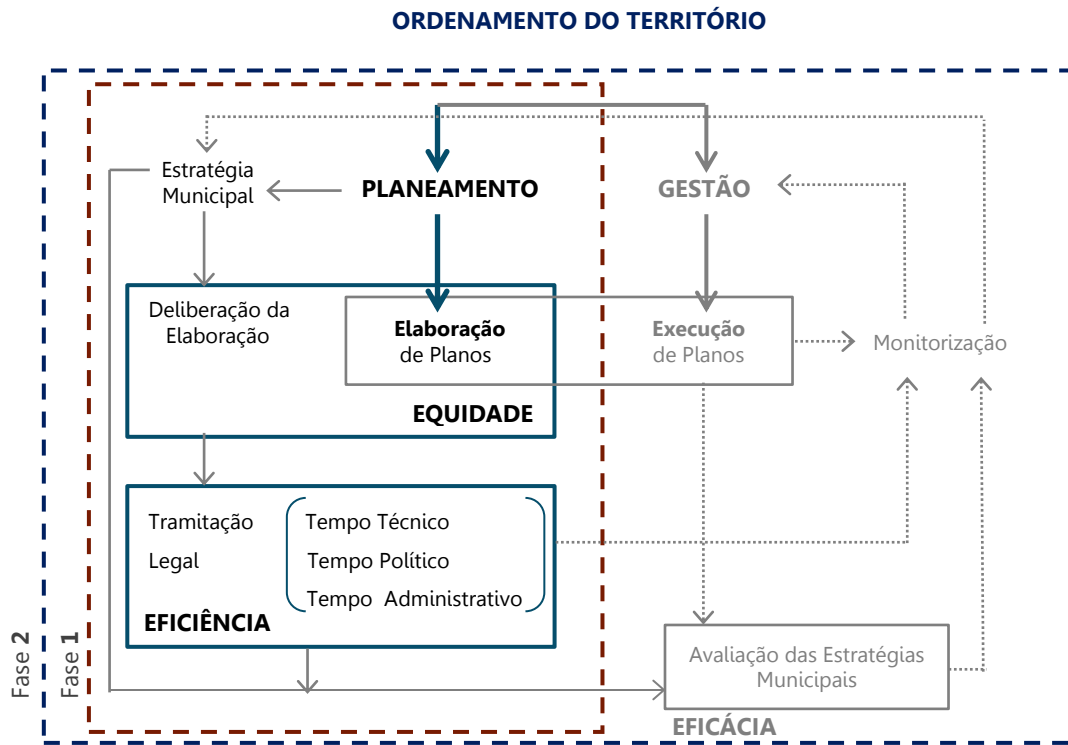 ORDENAMENTO DO TERRITÓRIO
Estratégia
Municipal
PLANEAMENTO
GESTÃO
Deliberação da
Elaboração
Elaboração
de Planos
EQUIDADE
Execução
de Planos
Monitorização
Tramitação
Legal
Tempo Técnico
Tempo Político
Tempo Administrativo
EFICIÊNCIA
Avaliação das Estratégias
Municipais
EFICÁCIA
Fase 2
Fase 1